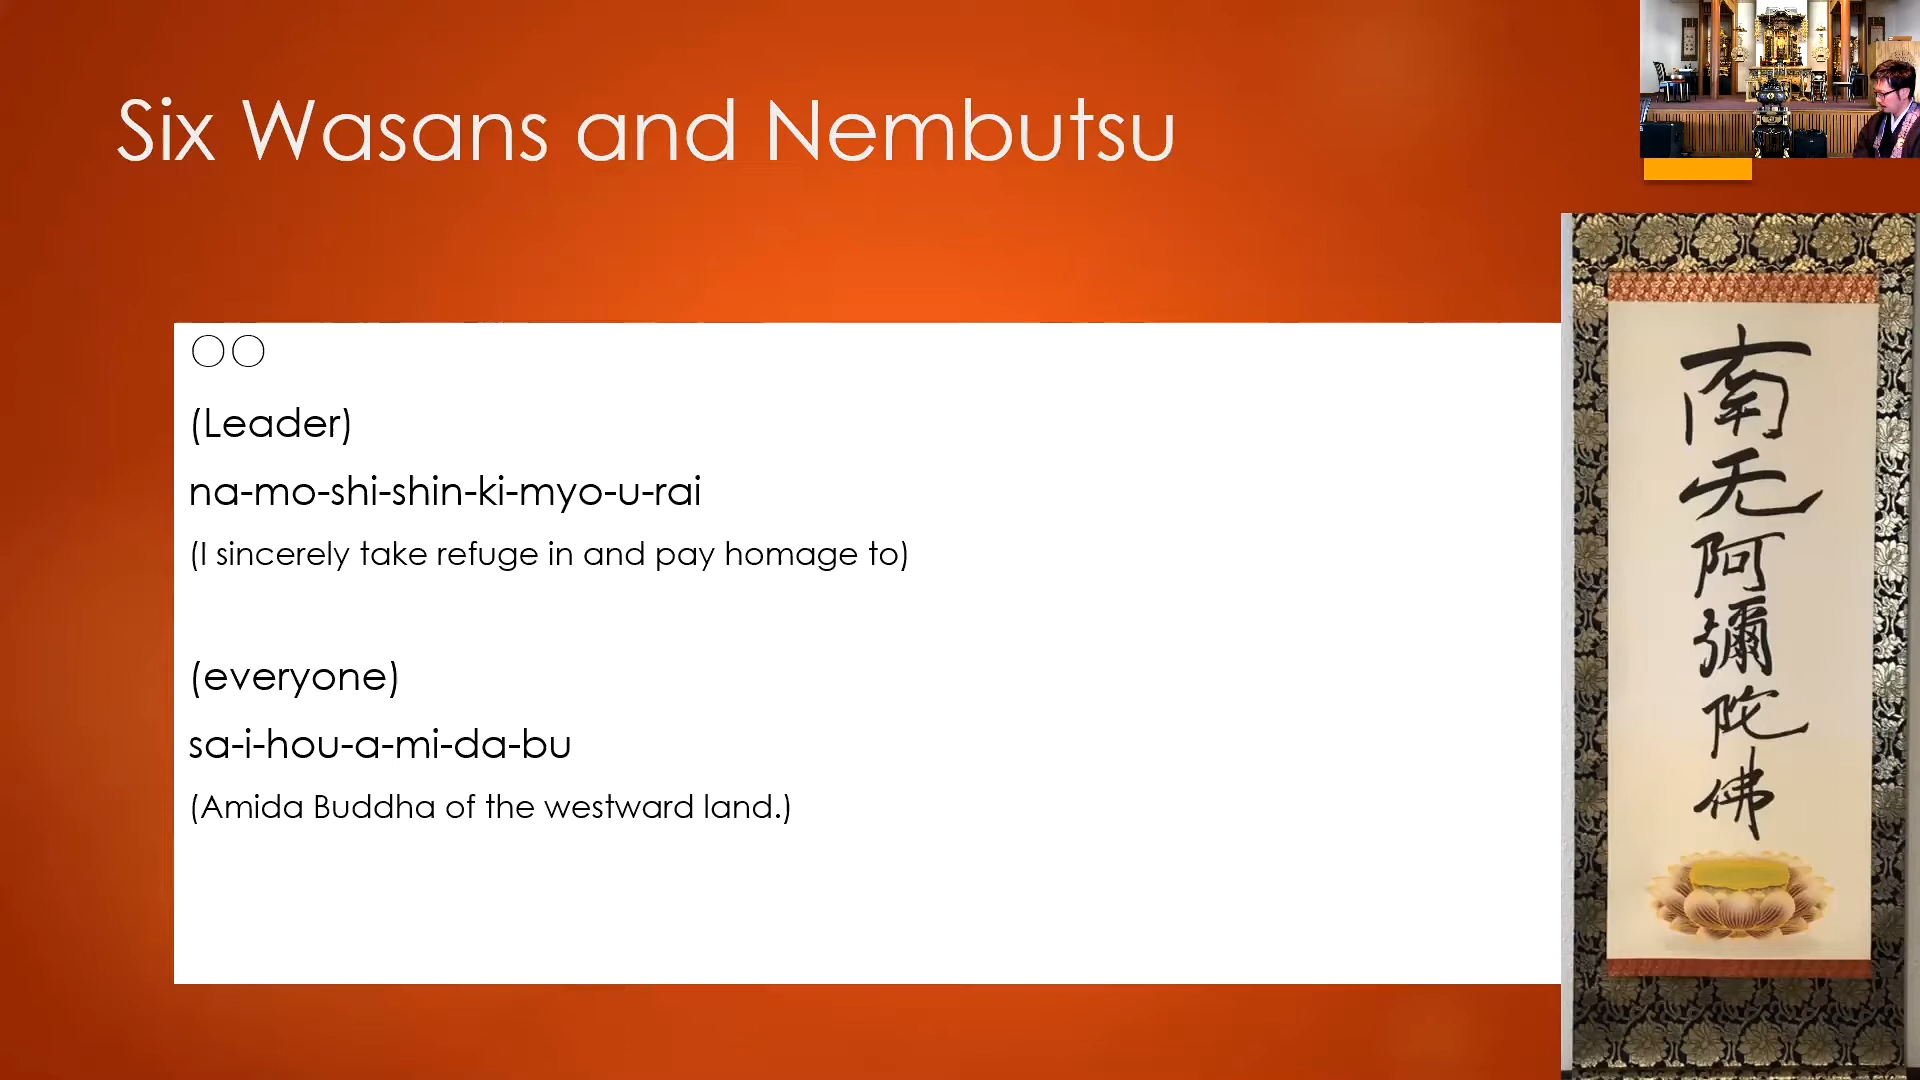 Six Wasans and Nembutsu
○○
(Leader)
na-mo-shi-shin-ki-myo-u-rai
(I sincerely take refuge in and pay homage to)
(everyone)
sa-i-hou-a-mi-da-bu
(Amida Buddha of the westward land.)
南无阿彌陀佛